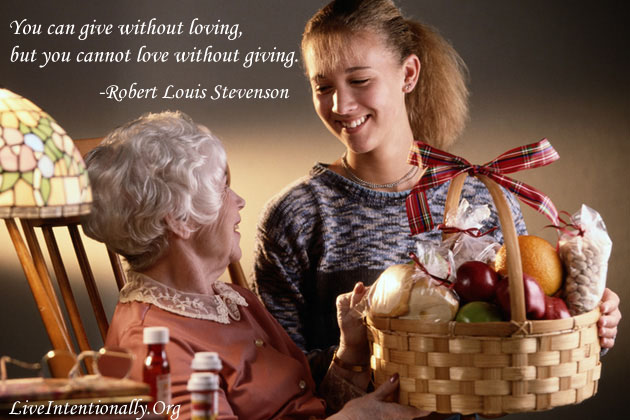 You can give without loving,
but you cannot love without giving.
-Robert Louis Stevenson
LiveIntentionally.Org